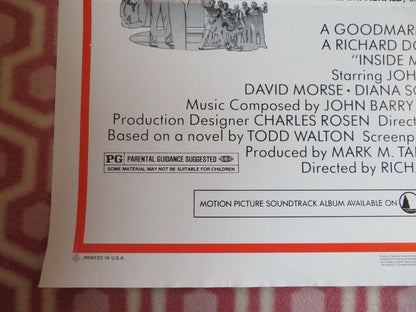 A GOODMAR
A RICHARD DO
"INSIDE M
Starring JOH
DAVID MORSE • DIANA SC
Music Composed by JOHN BARRY
Production Designer CHARLES ROSEN Direct
Based on a novel by TODD WALTON Screenp
Produced by MARK M. TA
Directed by RICHA
PG PARENTAL GUIDANCE SUGGESTED
SOME MATERIAL MAY NOT BE SUITABLE FOR CHILDREN
MOTION PICTURE SOUNDTRACK ALBUM AVAILABLE ON
PRINTED IN U.S.A.